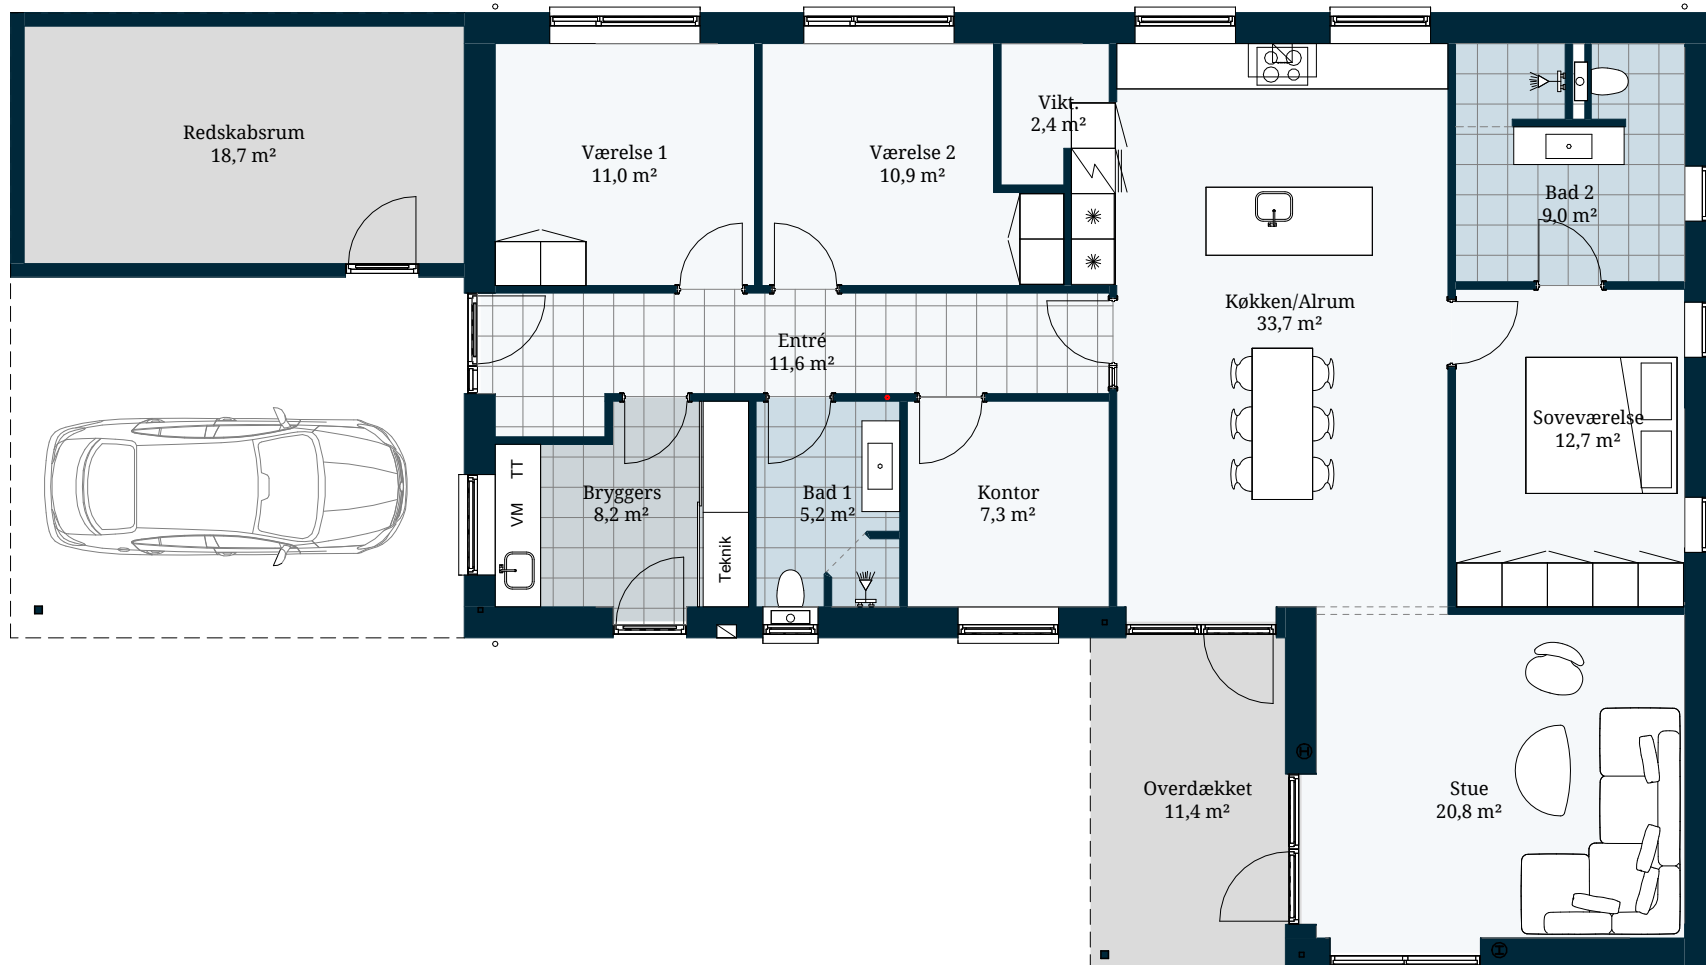 Redskabsrum
18,7 m²
Værelse 1
11,0 m²
Værelse 2
10,9 m²
Vikt.
2,4 m²
Bad 2
9,0 m²
Køkken/Alrum
33,7 m²
Entré
11,6 m²
Soveværelse
12,7 m²
TT
VM
Bryggers
8,2 m²
Teknik
Bad 1
5,2 m²
Kontor
7,3 m²
Overdækket
11,4 m²
Stue
20,8 m²
H
H